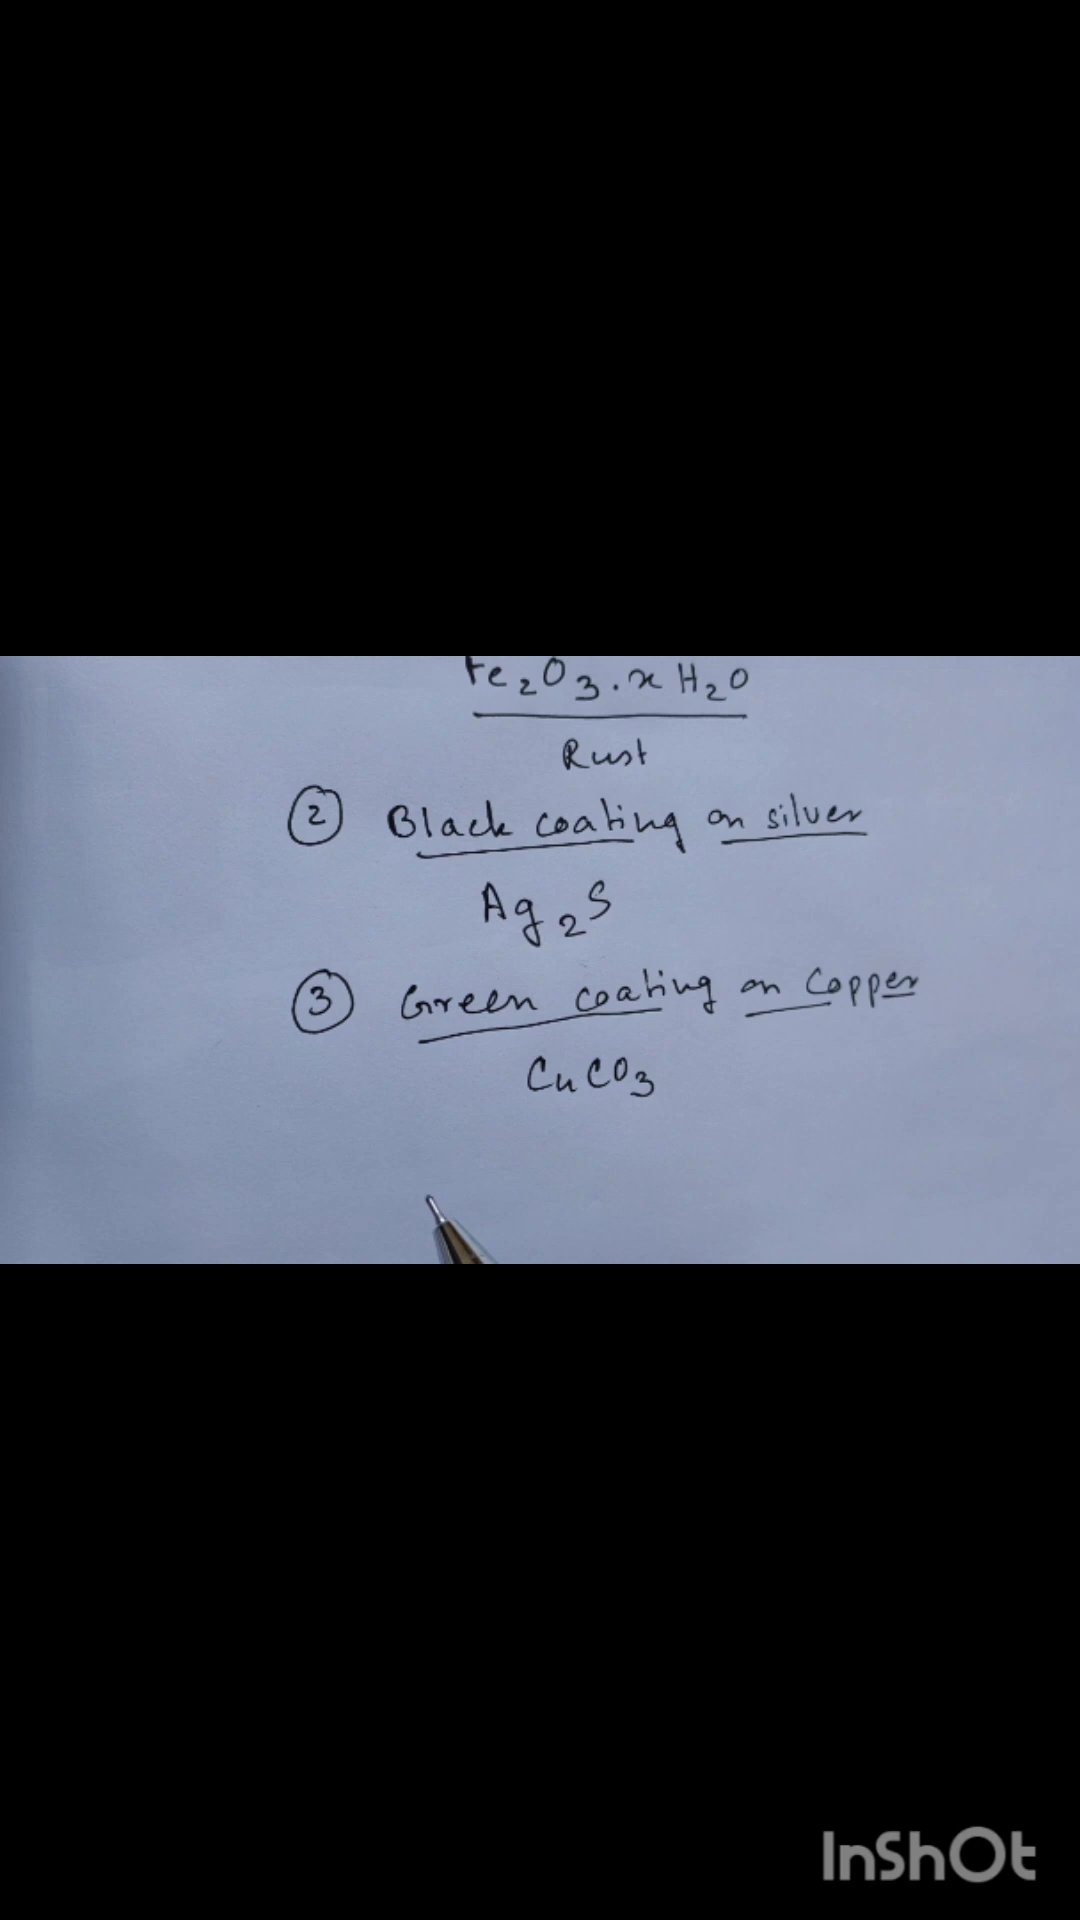 Fe2O3.xH2O
Rust
② Black coating on silver
Ag2S
③ Green coating on Copper
CuCO3
InShOt